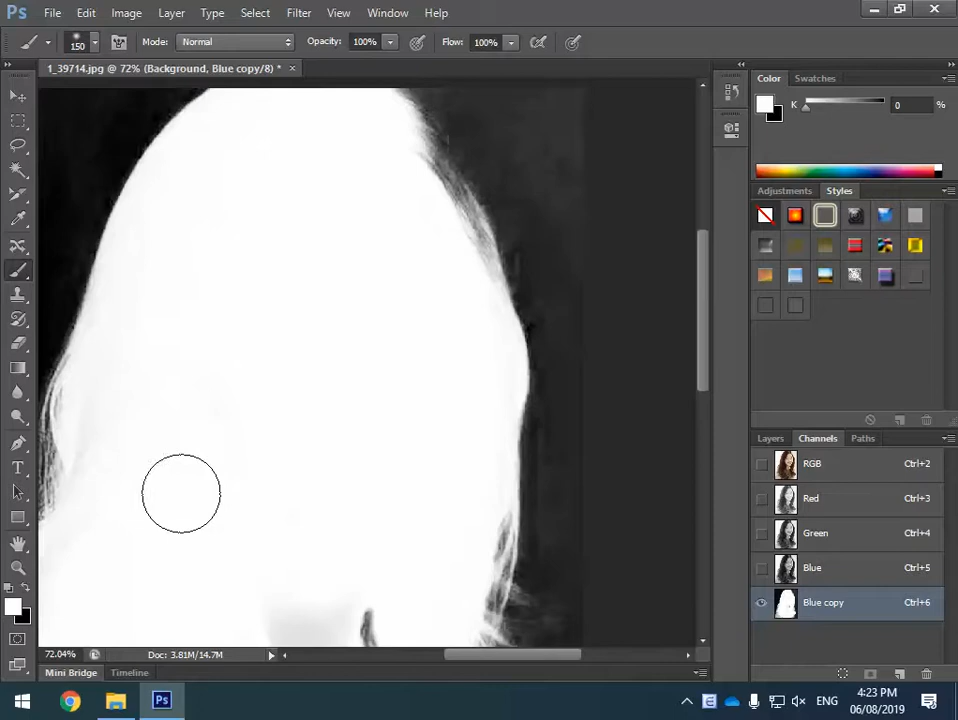 Ps File Edit Image Layer Type Select Filter View Window Help
150 Mode: Normal Opacity: 100% Flow: 100%
1_39714.jpg @ 72% (Background, Blue copy/8) * ×
Color Swatches
K 0 %
Adjustments Styles
Layers Channels Paths
RGB Ctrl+2
Red Ctrl+3
Green Ctrl+4
Blue Ctrl+5
Blue copy Ctrl+6
T
72.04% Doc: 3.81M/14.7M
Mini Bridge Timeline
Ps ENG 4:23 PM
06/08/2019